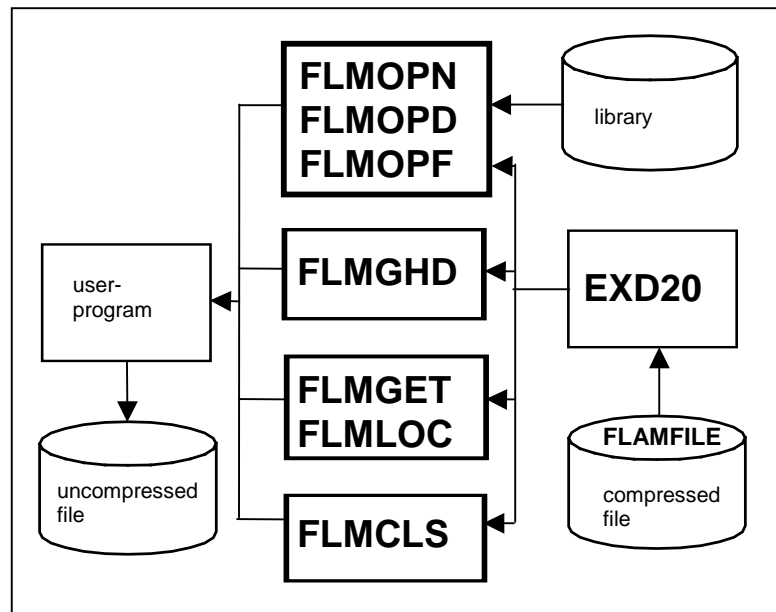 FLMOPN
FLMOPD
FLMOPF
library
FLMGHD
user-
program
EXD20
FLMGET
FLMLOC
FLAMFILE
compressed
file
uncompressed
file
FLMCLS